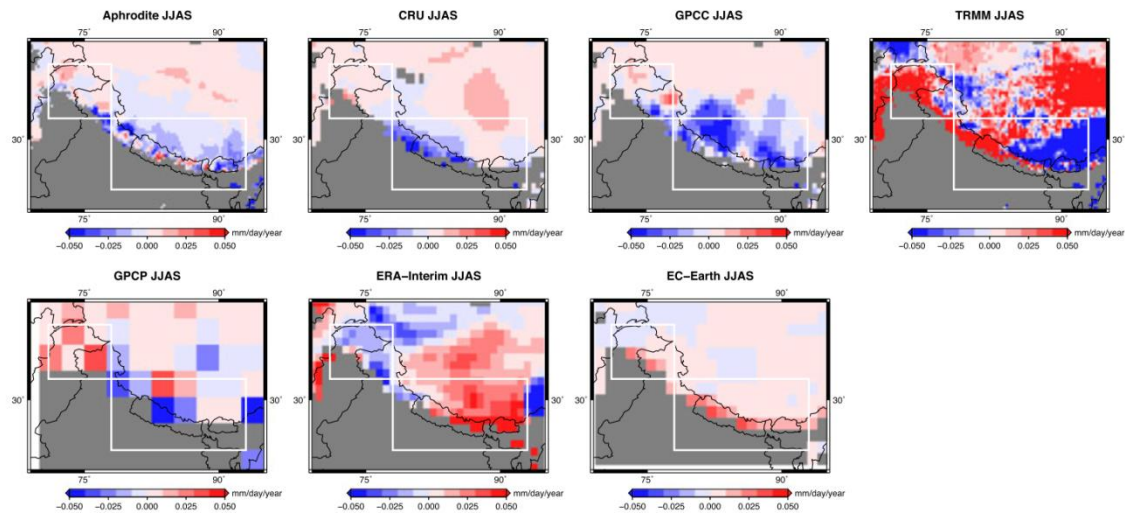 Aphrodite JJAS
CRU JJAS
GPCC JJAS
TRMM JJAS
75˚ 90˚
75˚ 90˚
75˚ 90˚
75˚ 90˚
30˚ 30˚ 30˚ 30˚
75˚ 90˚
75˚ 90˚
75˚ 90˚
75˚ 90˚
−0.050 −0.025 0.000 0.025 0.050 mm/day/year
−0.050 −0.025 0.000 0.025 0.050 mm/day/year
−0.050 −0.025 0.000 0.025 0.050 mm/day/year
−0.050 −0.025 0.000 0.025 0.050 mm/day/year
GPCP JJAS
ERA−Interim JJAS
EC−Earth JJAS
75˚ 90˚
75˚ 90˚
75˚ 90˚
30˚ 30˚ 30˚ 30˚
75˚ 90˚
75˚ 90˚
75˚ 90˚
−0.050 −0.025 0.000 0.025 0.050 mm/day/year
−0.050 −0.025 0.000 0.025 0.050 mm/day/year
−0.050 −0.025 0.000 0.025 0.050 mm/day/year